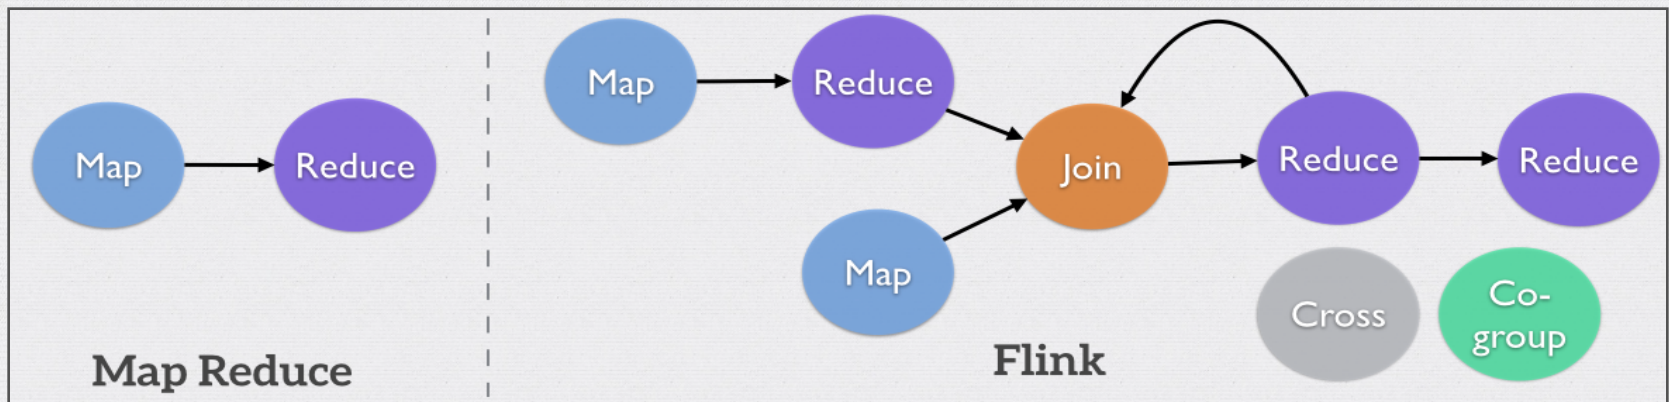 Map
Reduce
Map Reduce
Map
Reduce
Map
Join
Reduce
Reduce
Cross
Co-
group
Flink